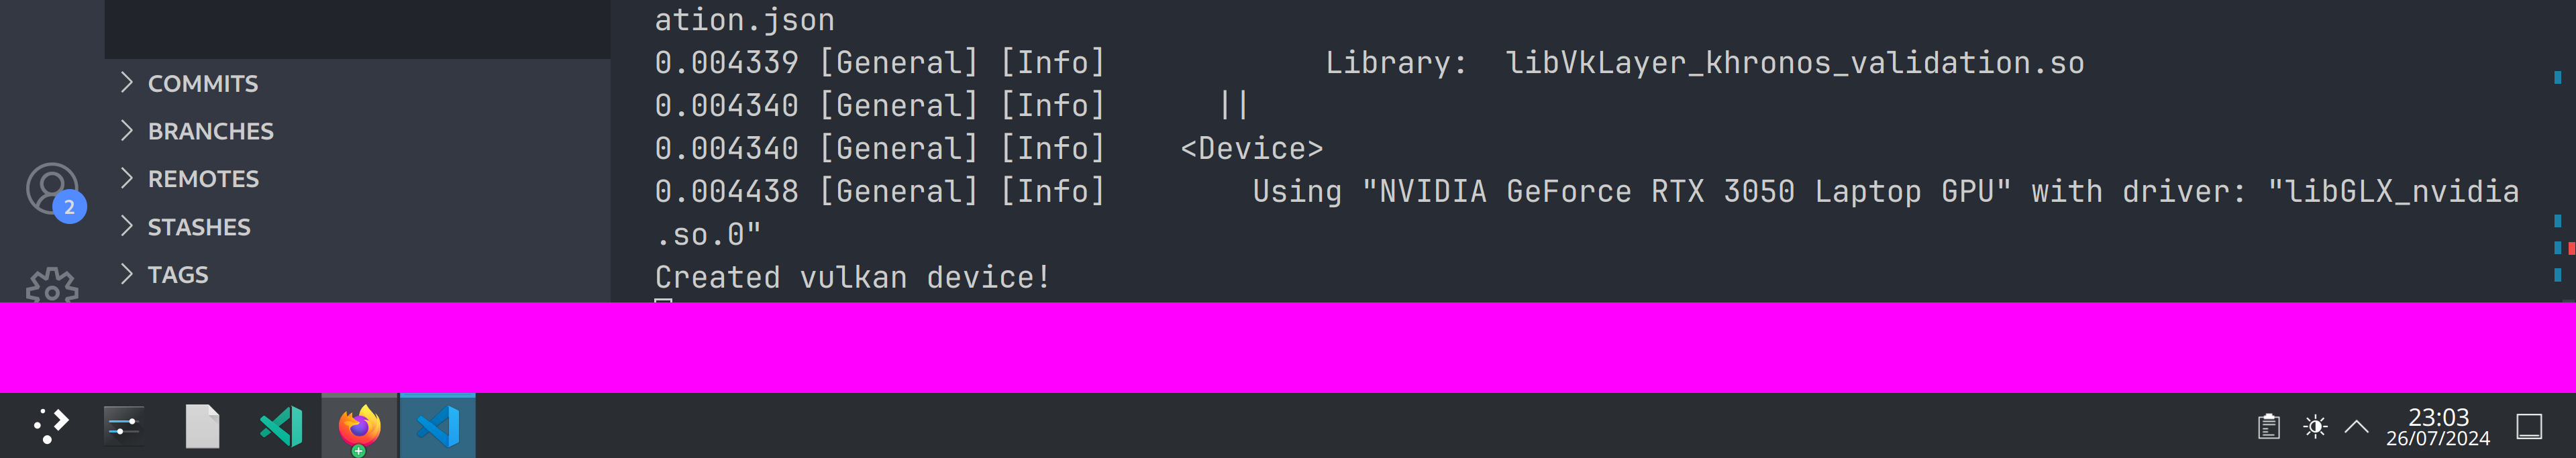 COMMITS
BRANCHES
REMOTES
STASHES
TAGS
2
ation.json
0.004339 [General] [Info]            Library:  libVkLayer_khronos_validation.so
0.004340 [General] [Info]      ||
0.004340 [General] [Info]    <Device>
0.004438 [General] [Info]        Using "NVIDIA GeForce RTX 3050 Laptop GPU" with driver: "libGLX_nvidia
.so.0"
Created vulkan device!
23:03
26/07/2024